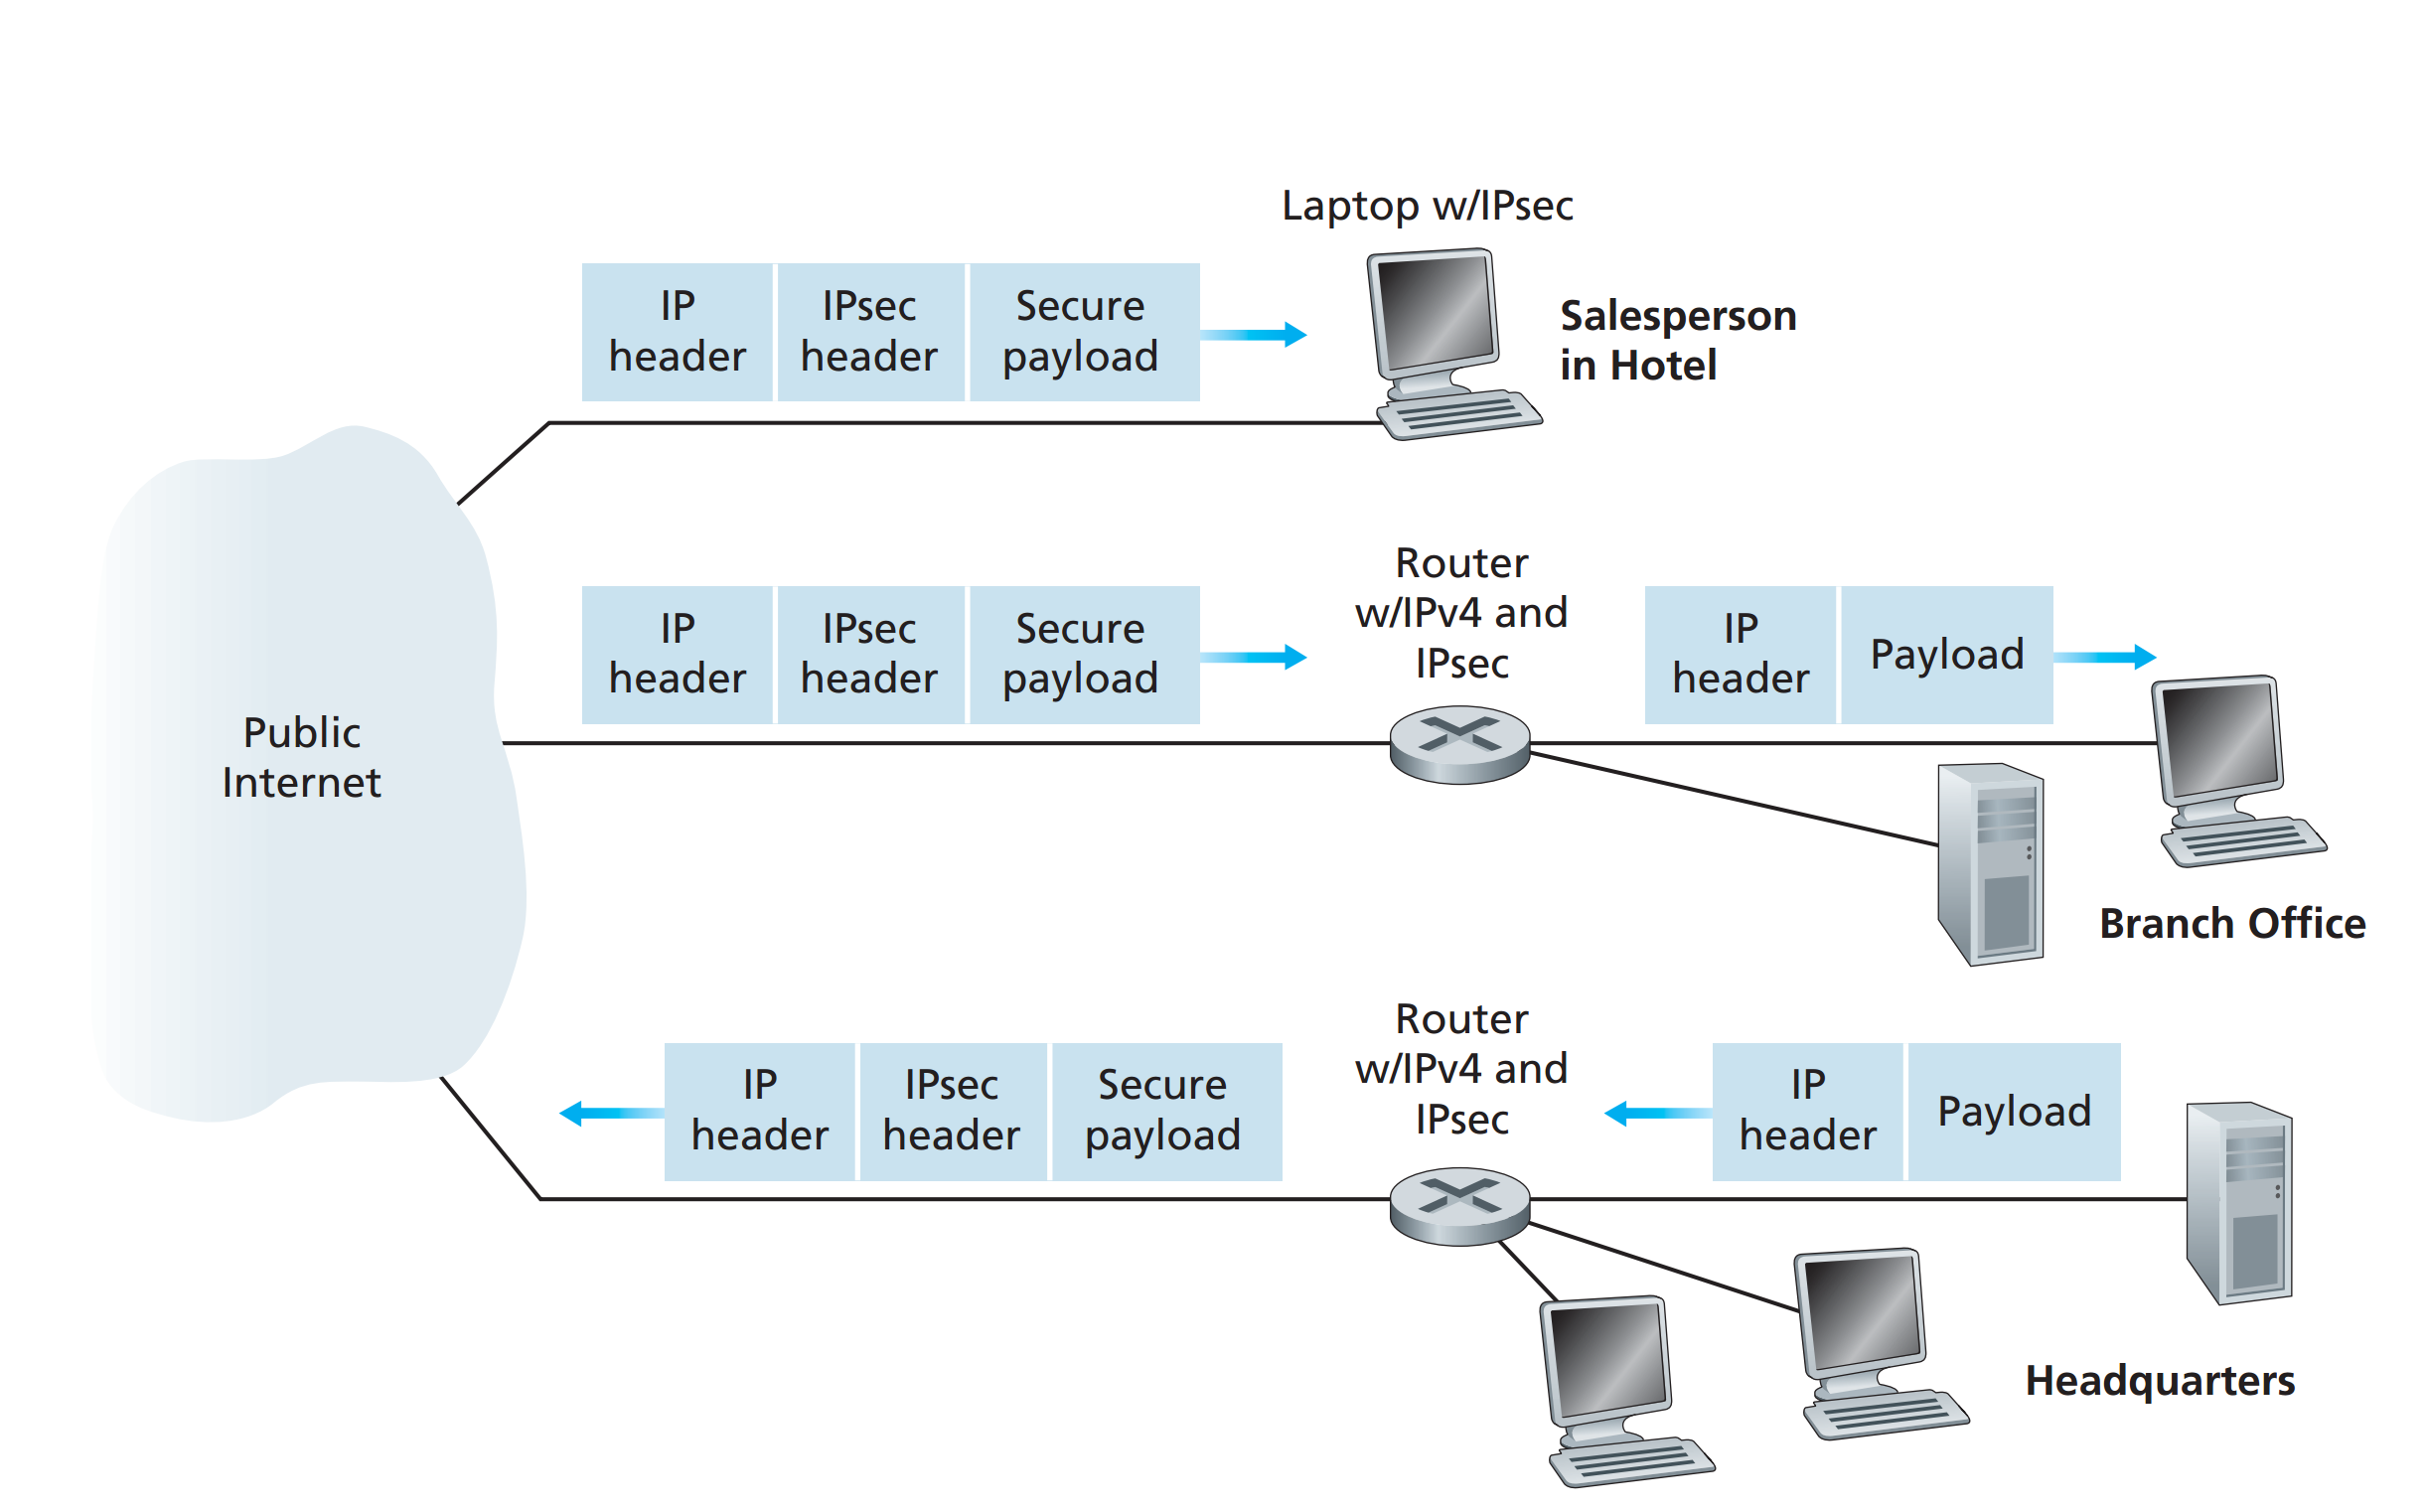 Laptop w/IPsec
IP
header
IPsec
header
Secure
payload
Salesperson
in Hotel
Public
Internet
IP
header
IPsec
header
Secure
payload
Router
w/IPv4 and
IPsec
IP
header
Payload
Branch Office
IP
header
IPsec
header
Secure
payload
Router
w/IPv4 and
IPsec
IP
header
Payload
Headquarters